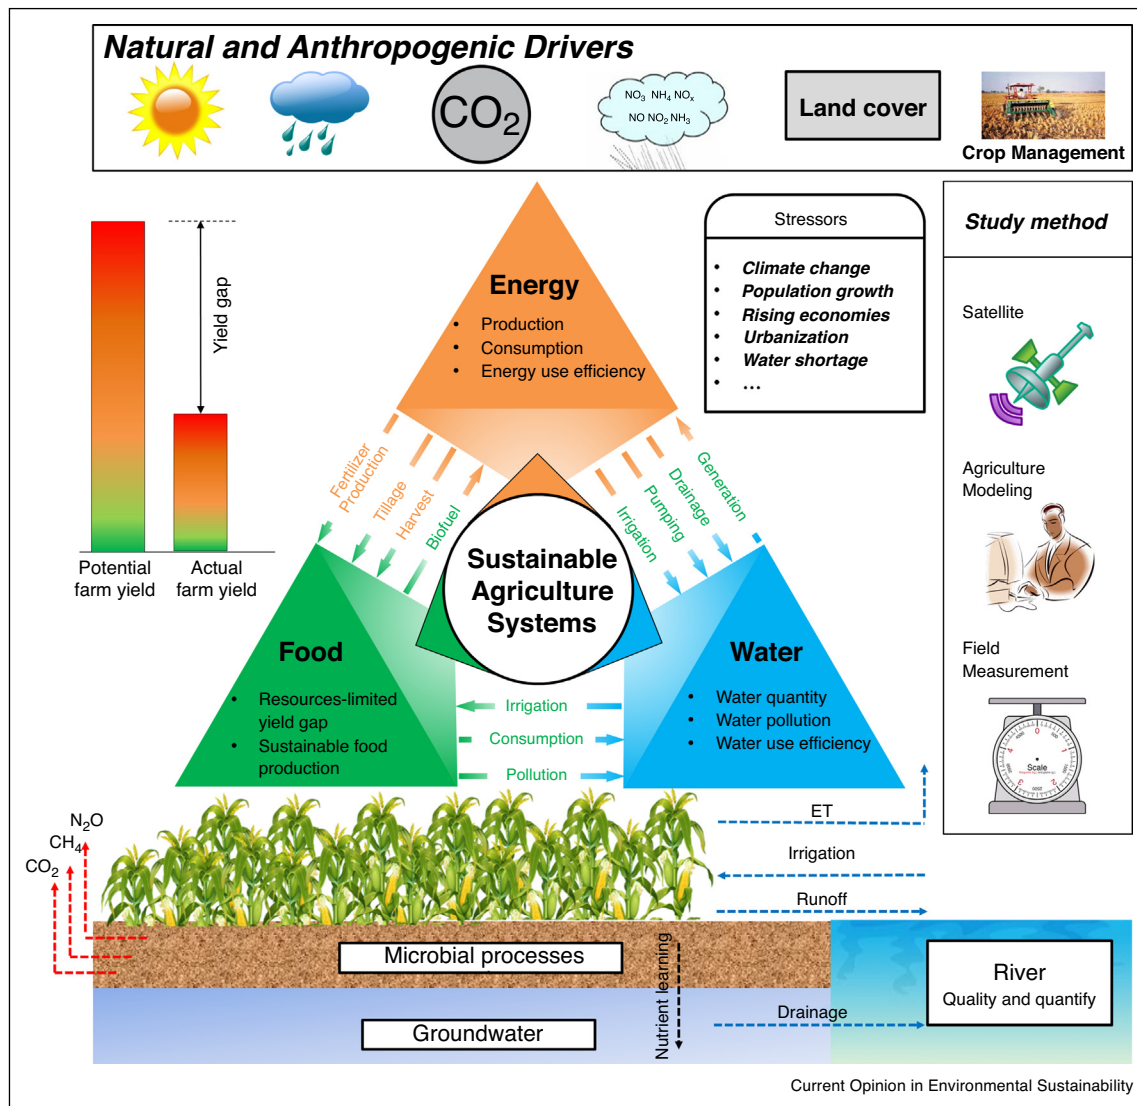 Natural and Anthropogenic Drivers
CO₂
NO₃ NH₄ NOₓ
NO NO₂ NH₃
Land cover
Crop Management
Yield gap
Potential
farm yield
Actual
farm yield
Energy
• Production
• Consumption
• Energy use efficiency
Stressors
• Climate change
• Population growth
• Rising economies
• Urbanization
• Water shortage
• ...
Study method
Satellite
Agriculture
Modeling
Field
Measurement
Scale
Fertilizer
Production
Tillage
Harvest
Biofuel
Irrigation
Pumping
Drainage
Generation
Sustainable
Agriculture
Systems
Food
• Resources-limited
yield gap
• Sustainable food
production
Water
• Water quantity
• Water pollution
• Water use efficiency
Irrigation
Consumption
Pollution
N₂O
CH₄
CO₂
ET
Irrigation
Runoff
Microbial processes
Nutrient learning
Groundwater
Drainage
River
Quality and quantify
Current Opinion in Environmental Sustainability